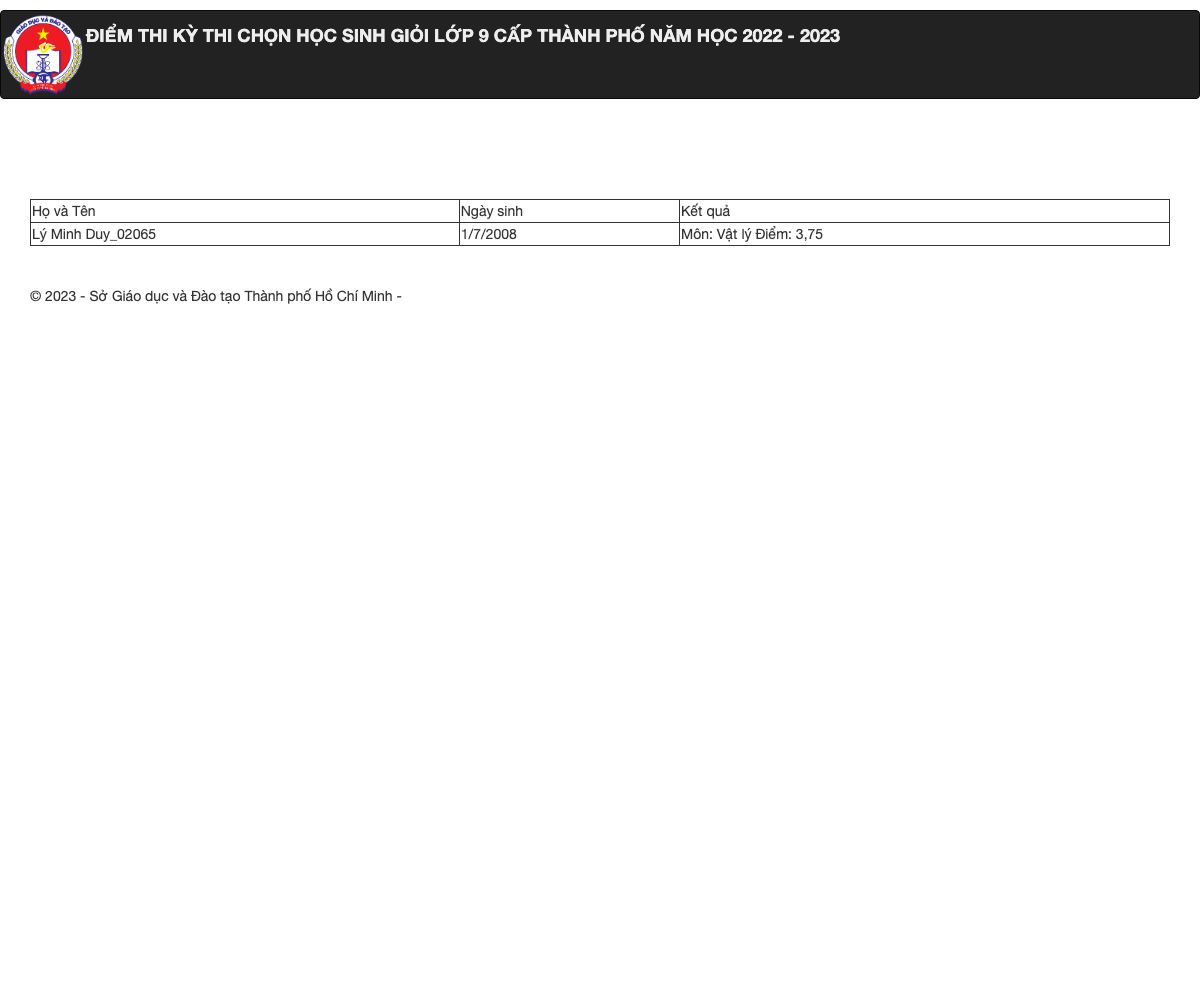 GIÁO DỤC VÀ ĐÀO TẠO
ĐIỂM THI KỲ THI CHỌN HỌC SINH GIỎI LỚP 9 CẤP THÀNH PHỐ NĂM HỌC 2022 - 2023
Họ và Tên Ngày sinh Kết quả
Lý Minh Duy_02065 1/7/2008 Môn: Vật lý Điểm: 3,75
© 2023 - Sở Giáo dục và Đào tạo Thành phố Hồ Chí Minh -